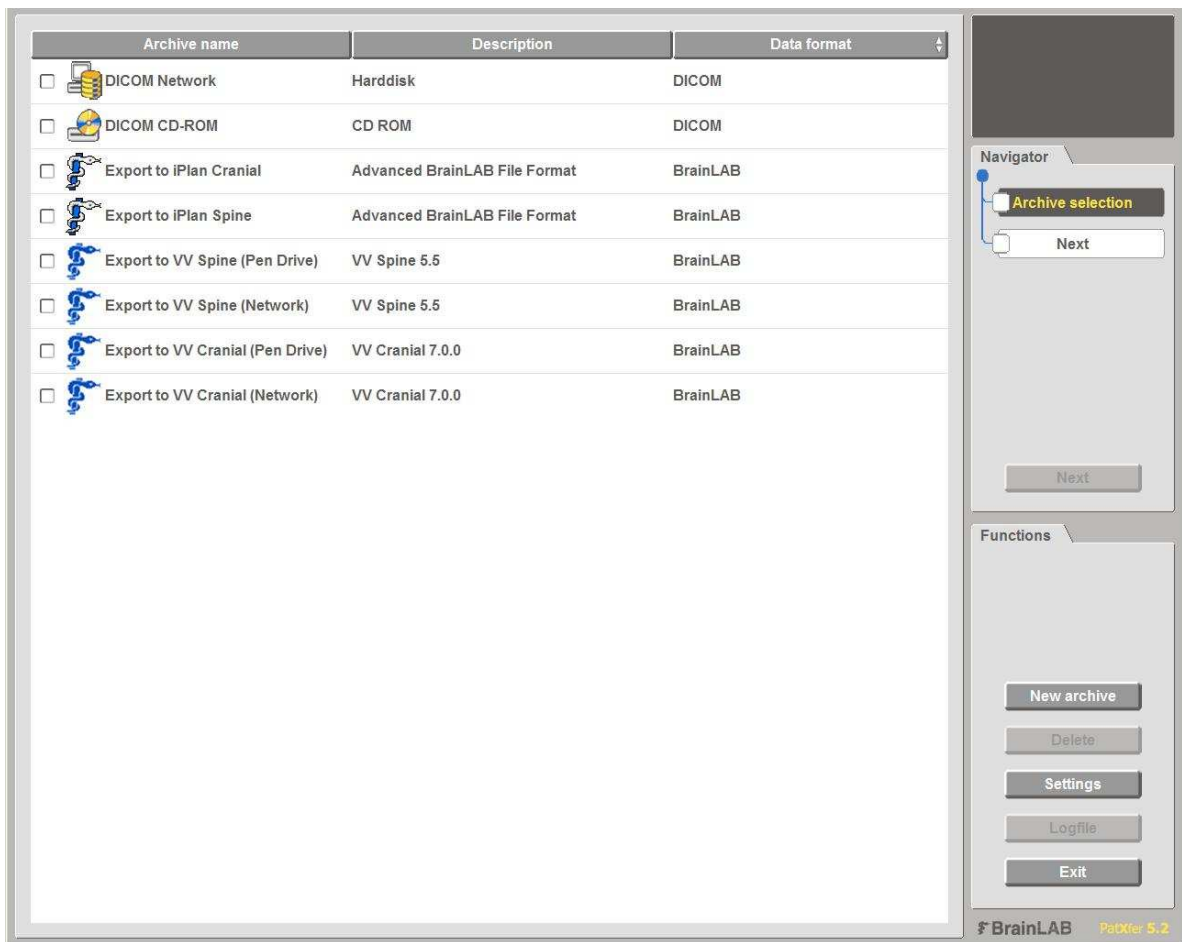 Archive name Description Data format
DICOM Network Harddisk DICOM
DICOM CD-ROM CD ROM DICOM
Export to iPlan Cranial Advanced BrainLAB File Format BrainLAB
Export to iPlan Spine Advanced BrainLAB File Format BrainLAB
Export to VV Spine (Pen Drive) VV Spine 5.5 BrainLAB
Export to VV Spine (Network) VV Spine 5.5 BrainLAB
Export to VV Cranial (Pen Drive) VV Cranial 7.0.0 BrainLAB
Export to VV Cranial (Network) VV Cranial 7.0.0 BrainLAB
Navigator
Archive selection
Next
Next
Functions
New archive
Delete
Settings
Logfile
Exit
BrainLAB PatXfer 5.2